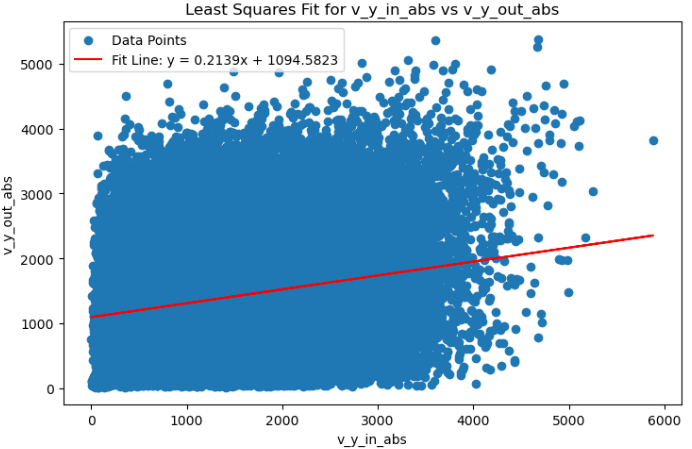 Least Squares Fit for v_y_in_abs vs v_y_out_abs
Data Points
Fit Line: y = 0.2139x + 1094.5823
v_y_out_abs
5000
4000
3000
2000
1000
0
0 1000 2000 3000 4000 5000 6000
v_y_in_abs